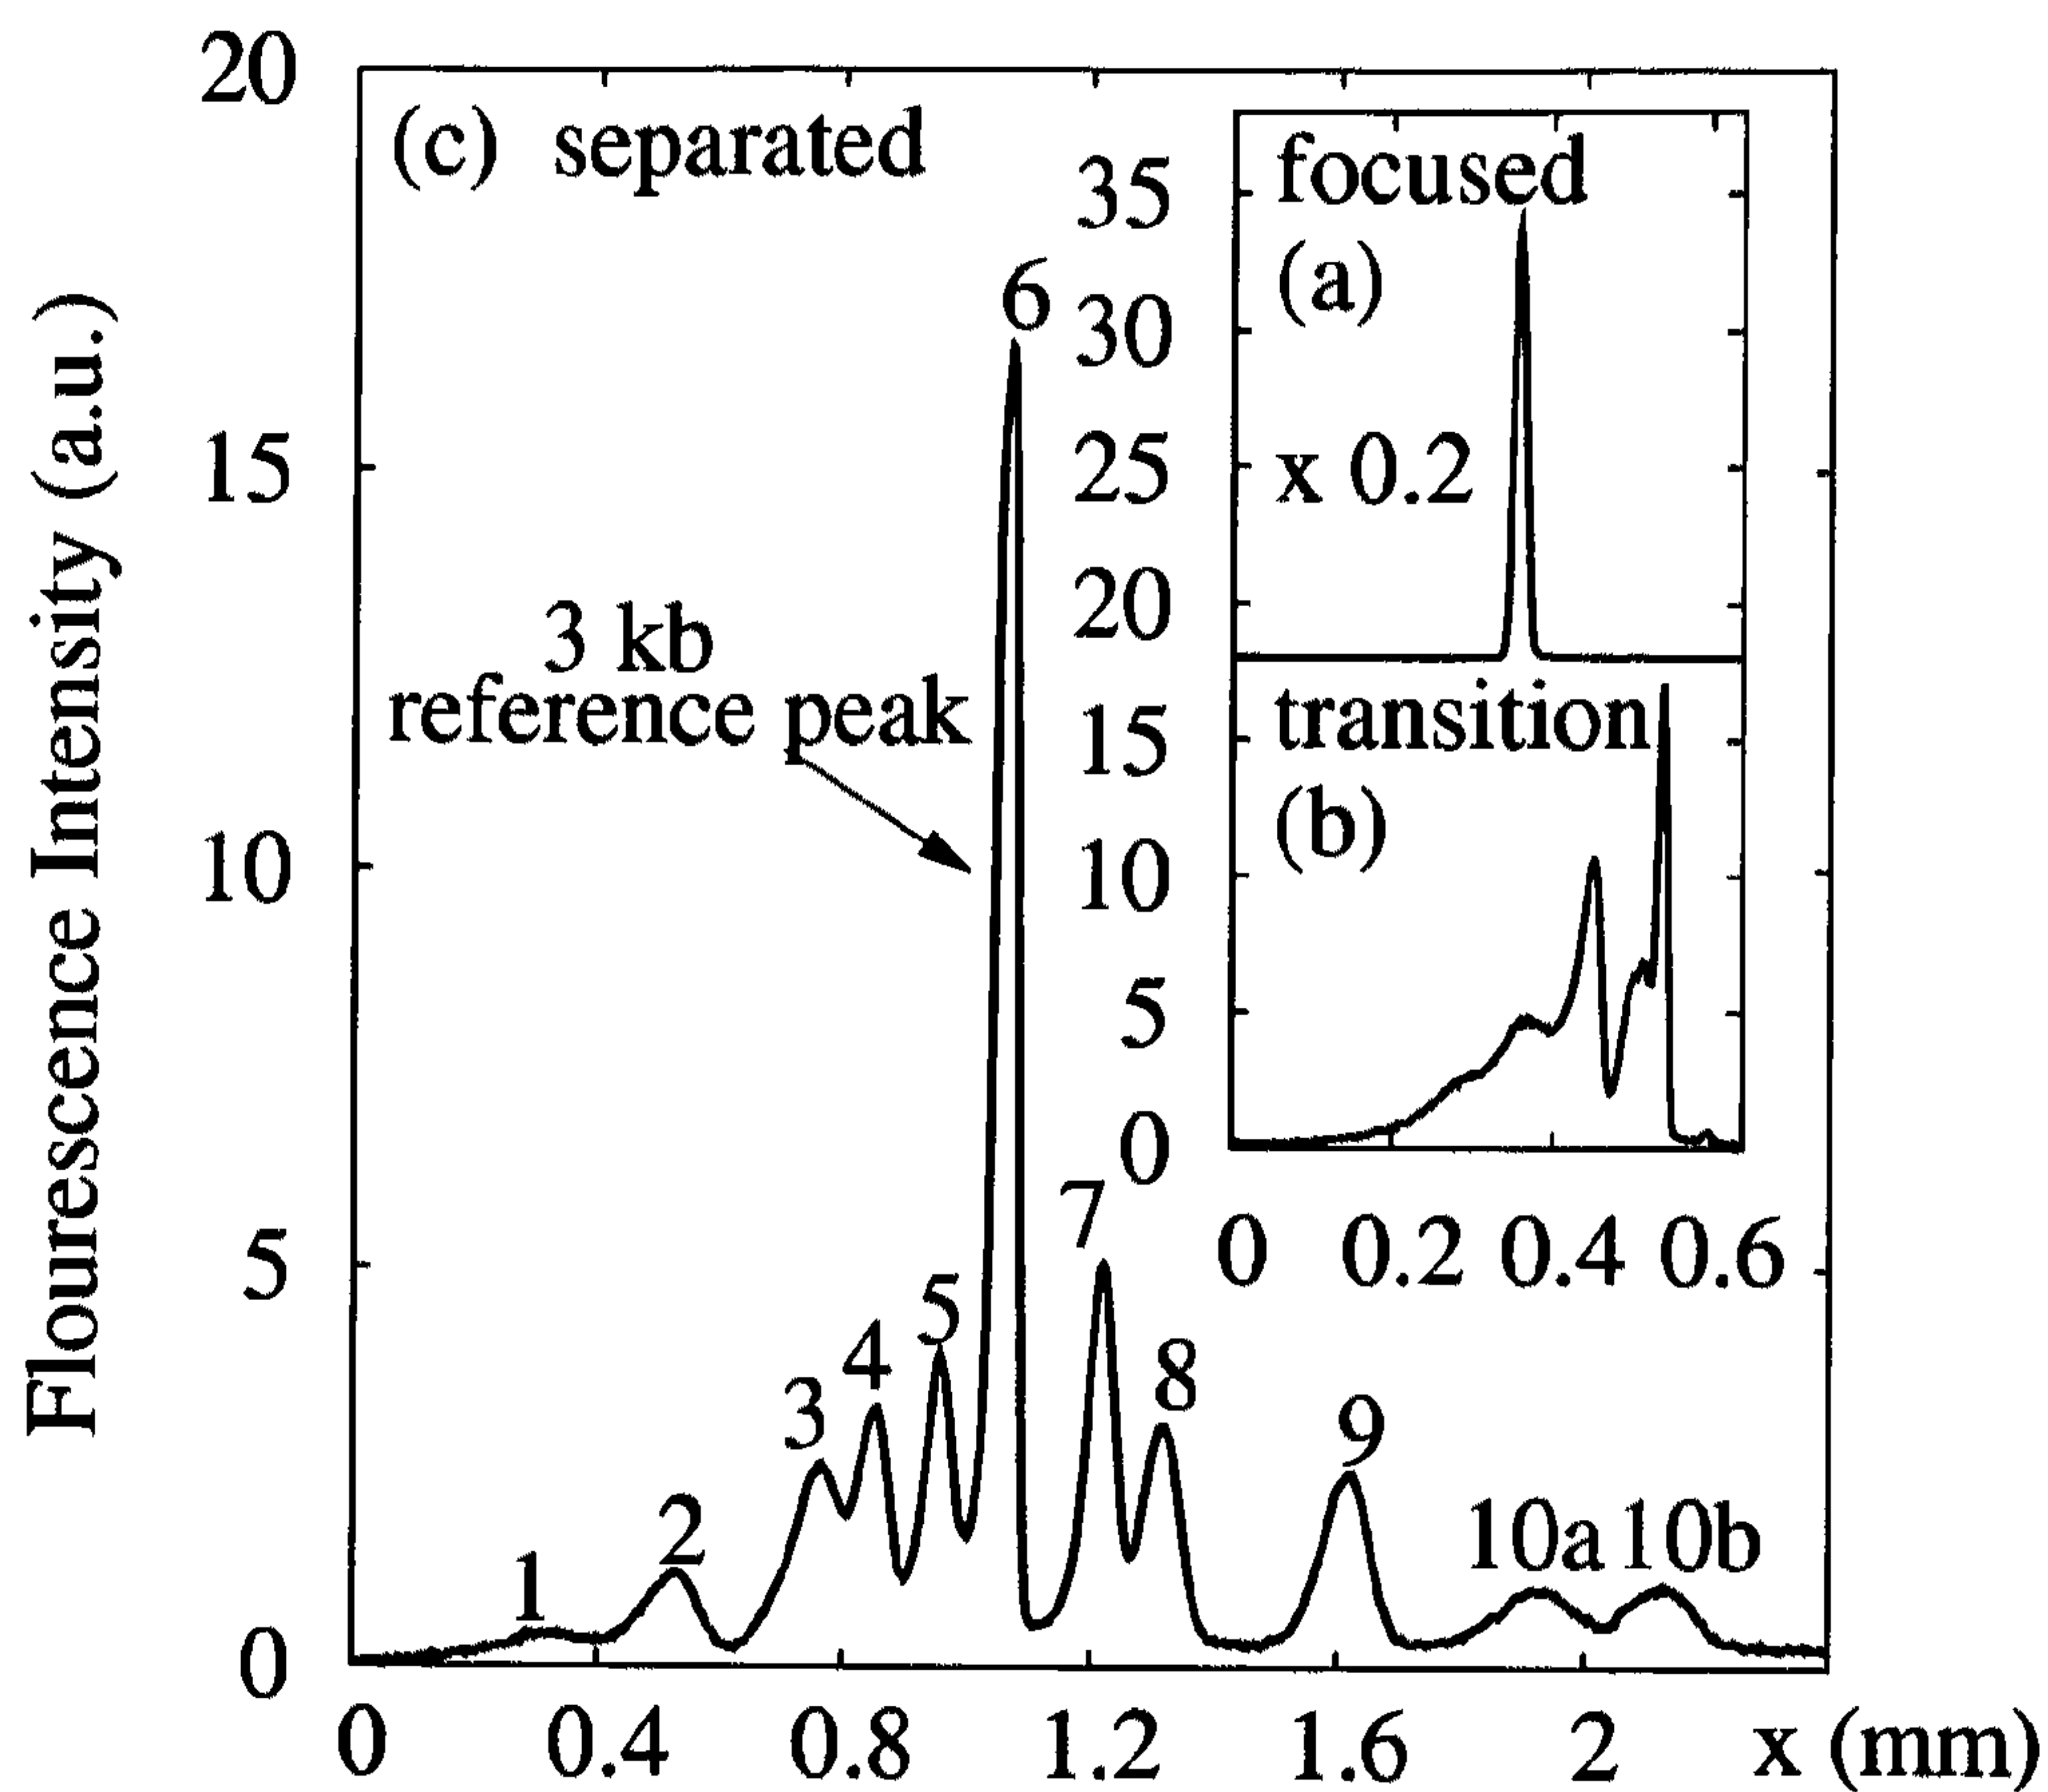 20
(c) separated
6
15
3 kb
reference peak
10
7
5
5
8
4
3
9
2
10a 10b
1
0
0 0.4 0.8 1.2 1.6 2 x (mm)
Flourescence Intensity (a.u.)
focused
(a)
x 0.2
transition
(b)
35
30
25
20
15
10
5
0
0 0.2 0.4 0.6